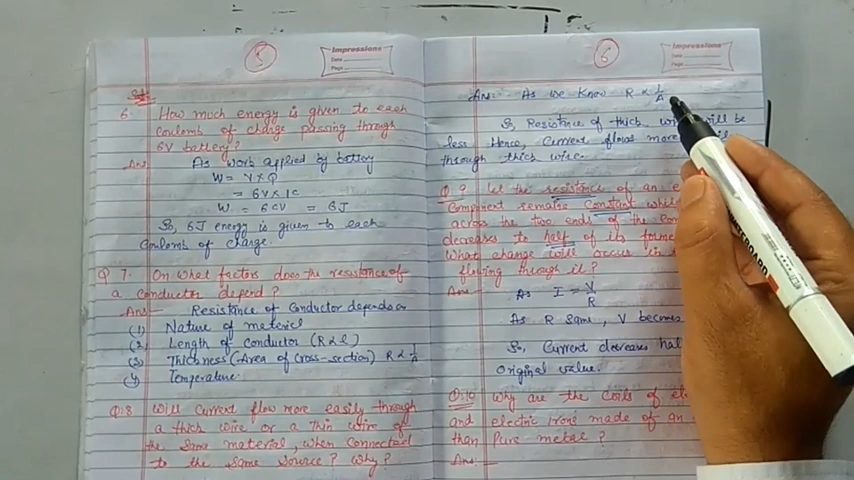 5
Impressions
Date
Page
6. How much energy is given to each
Coulomb of charge passing through
6V battery?
Ans As work applied by battery
W = V × Q
= 6V × 1C
W = 6CV = 6J
So, 6J energy is given to each
Coulomb of charge.
Q 7. On what factors does the resistance of
a conductor depend?
Ans:- Resistance of Conductor depends on
(1) Nature of material
(2) Length of conductor (R ∝ l)
(3) Thickness (Area of cross-section) R ∝ 1/A
(4) Temperature.
Q.8 Will current flow more easily through
a thick wire or a thin wire of
the same material, when connected
to the same source? Why?
6
Impressions
Date
Page
Ans:- As we know R ∝ 1/A
So, Resistance of thick will be
less Hence, Current flows more
through thick wire.
Q. 9 Let the resistance of an
Component remains constant
across the two ends of the
decreases to half of its
What change will occur in
flowing through it?
Ans:- As I = V/R
As R same, V becomes
So, Current decreases
original value.
Q.10 Why are the coils of
and electric irons made of an
than Pure metal?
Ans:-